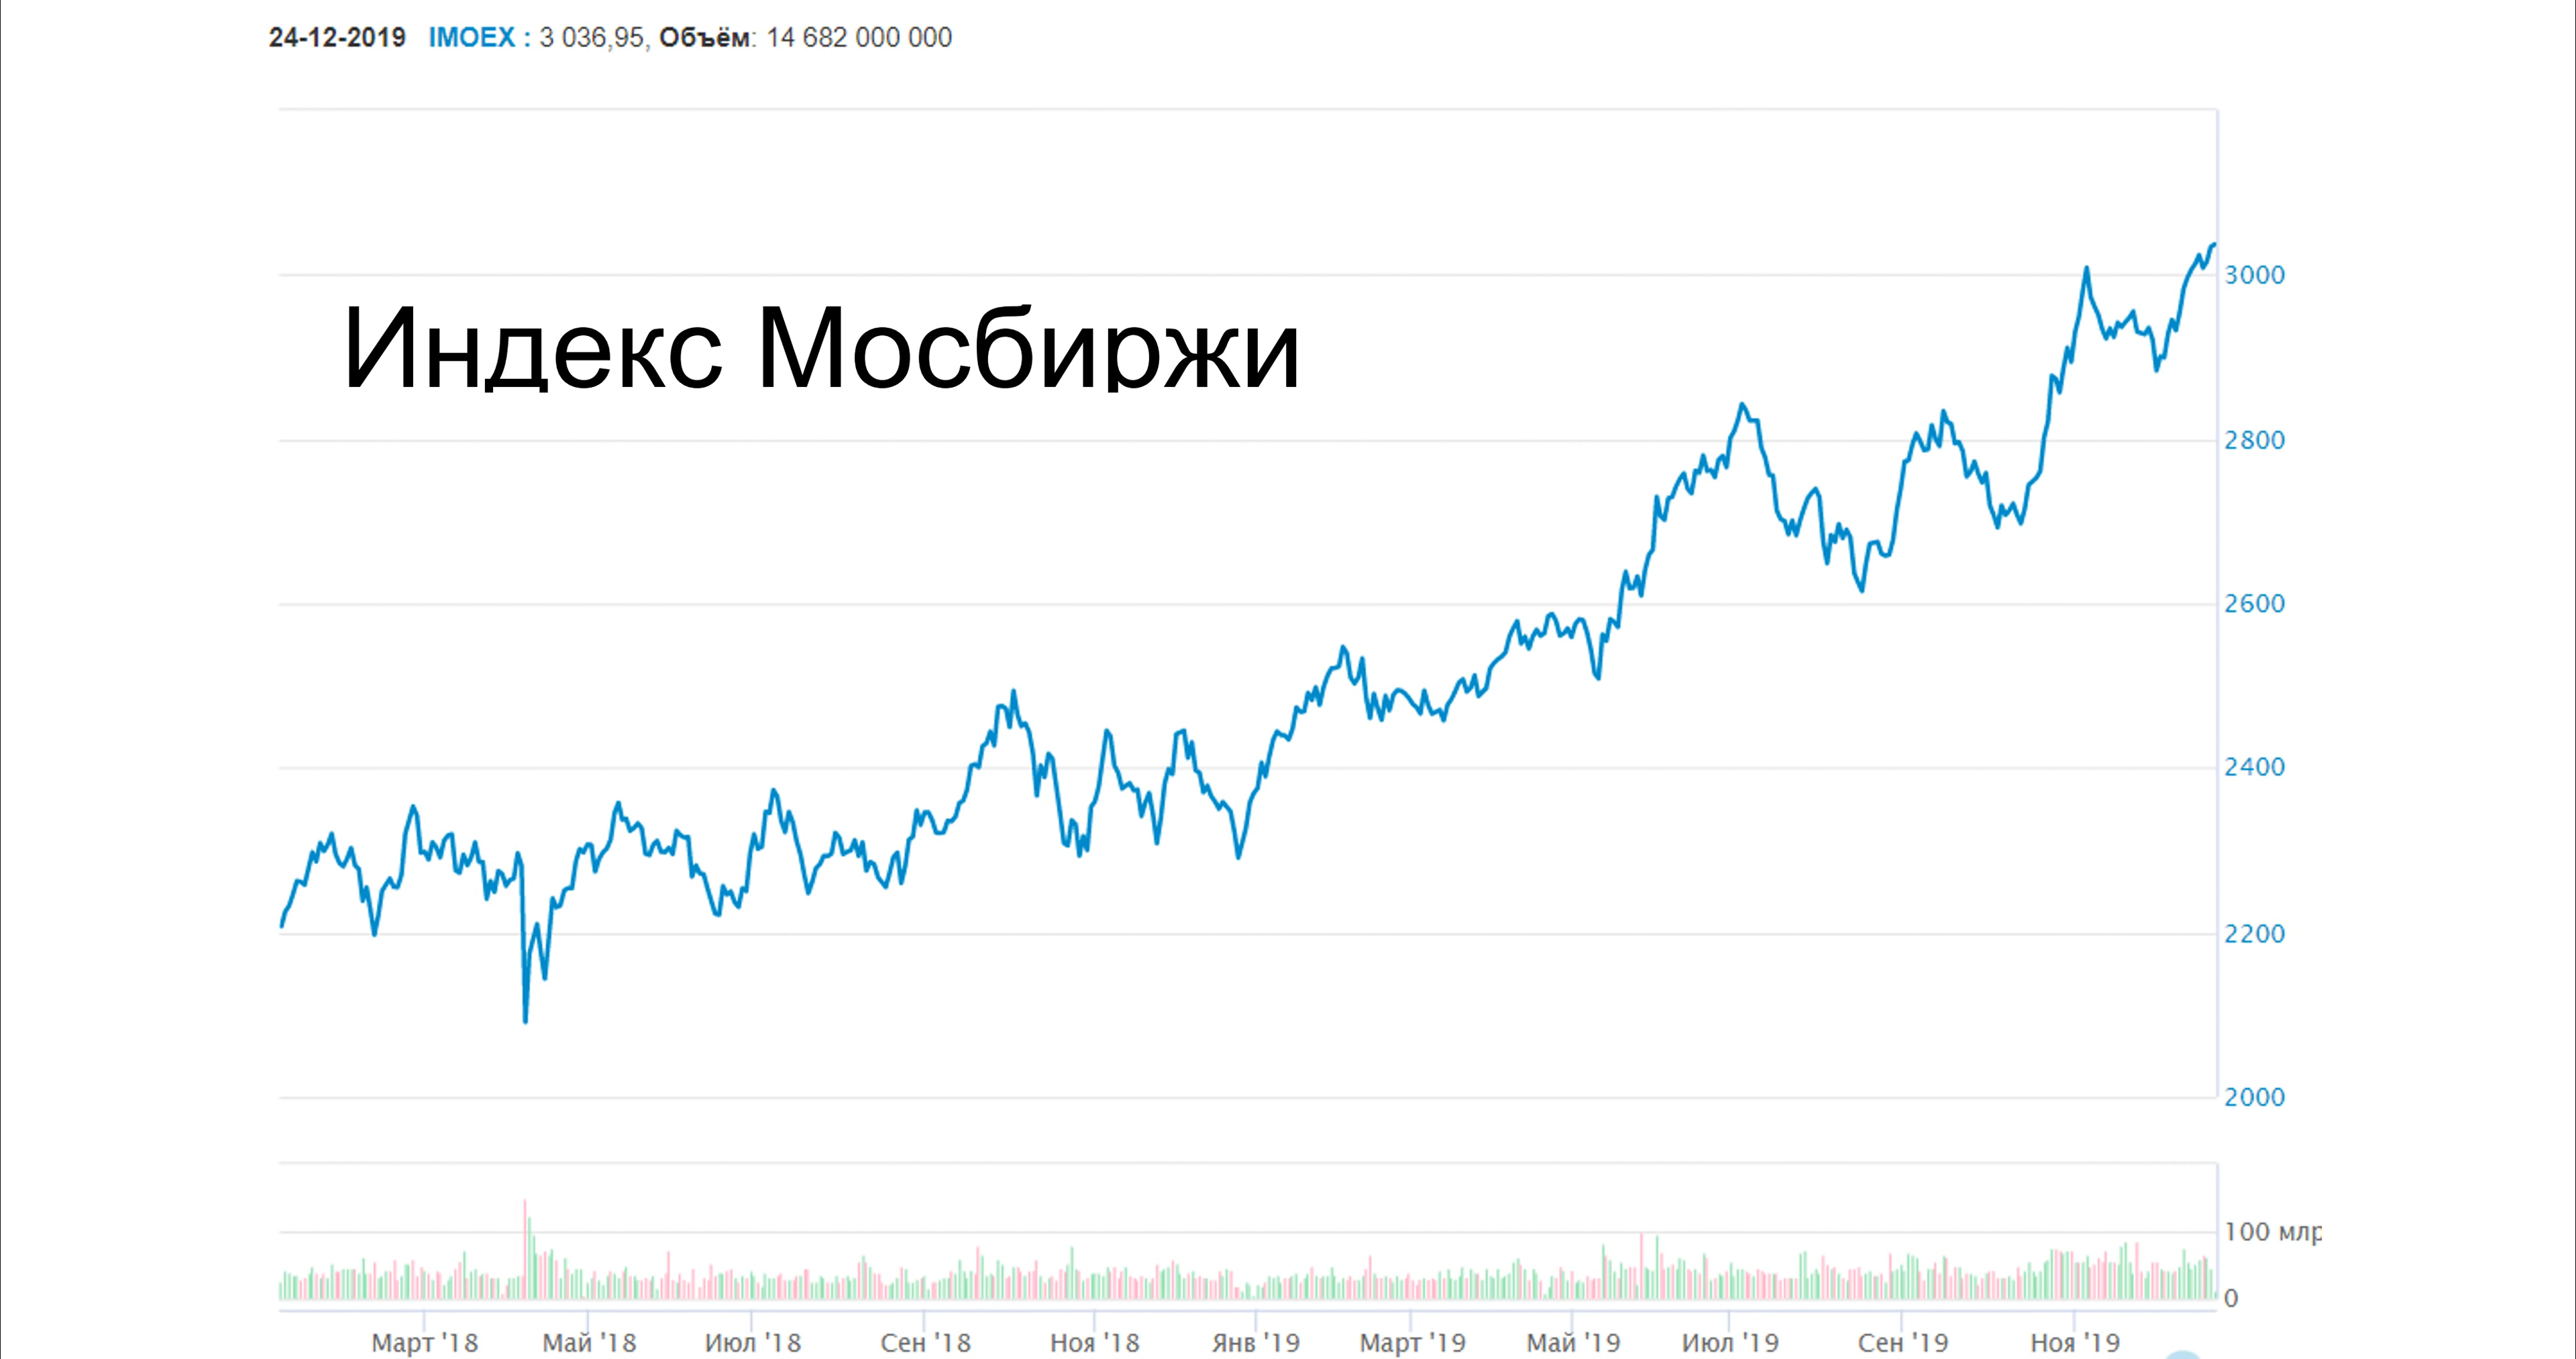 24-12-2019 IMOEX : 3 036,95, Объём: 14 682 000 000
Индекс Мосбиржи
3000
2800
2600
2400
2200
2000
100 млр
0
Март '18 Май '18 Июл '18 Сен '18 Ноя '18 Янв '19 Март '19 Май '19 Июл '19 Сен '19 Ноя '19